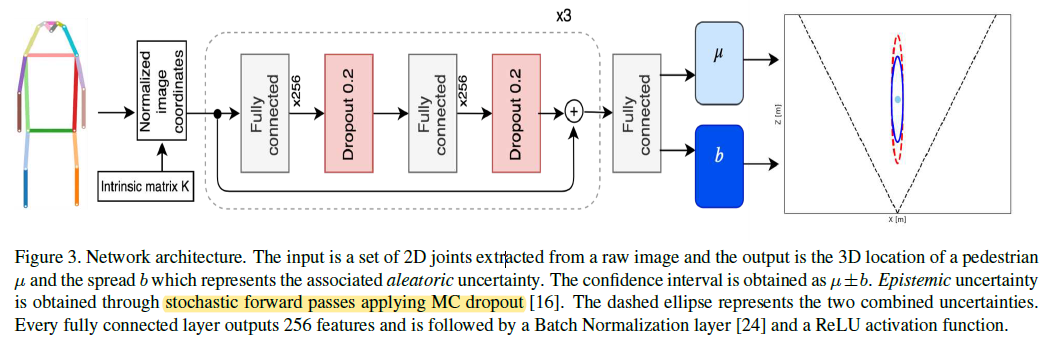 x3
Normalized
image
coordinates
Intrinsic matrix K
Fully
connected
x256
Dropout 0.2
Fully
connected
x256
Dropout 0.2
+
Fully
connected
μ
b
Z [m]
X [m]
Figure 3. Network architecture. The input is a set of 2D joints extracted from a raw image and the output is the 3D location of a pedestrian
μ and the spread b which represents the associated aleatoric uncertainty. The confidence interval is obtained as μ ± b. Epistemic uncertainty
is obtained through stochastic forward passes applying MC dropout [16]. The dashed ellipse represents the two combined uncertainties.
Every fully connected layer outputs 256 features and is followed by a Batch Normalization layer [24] and a ReLU activation function.